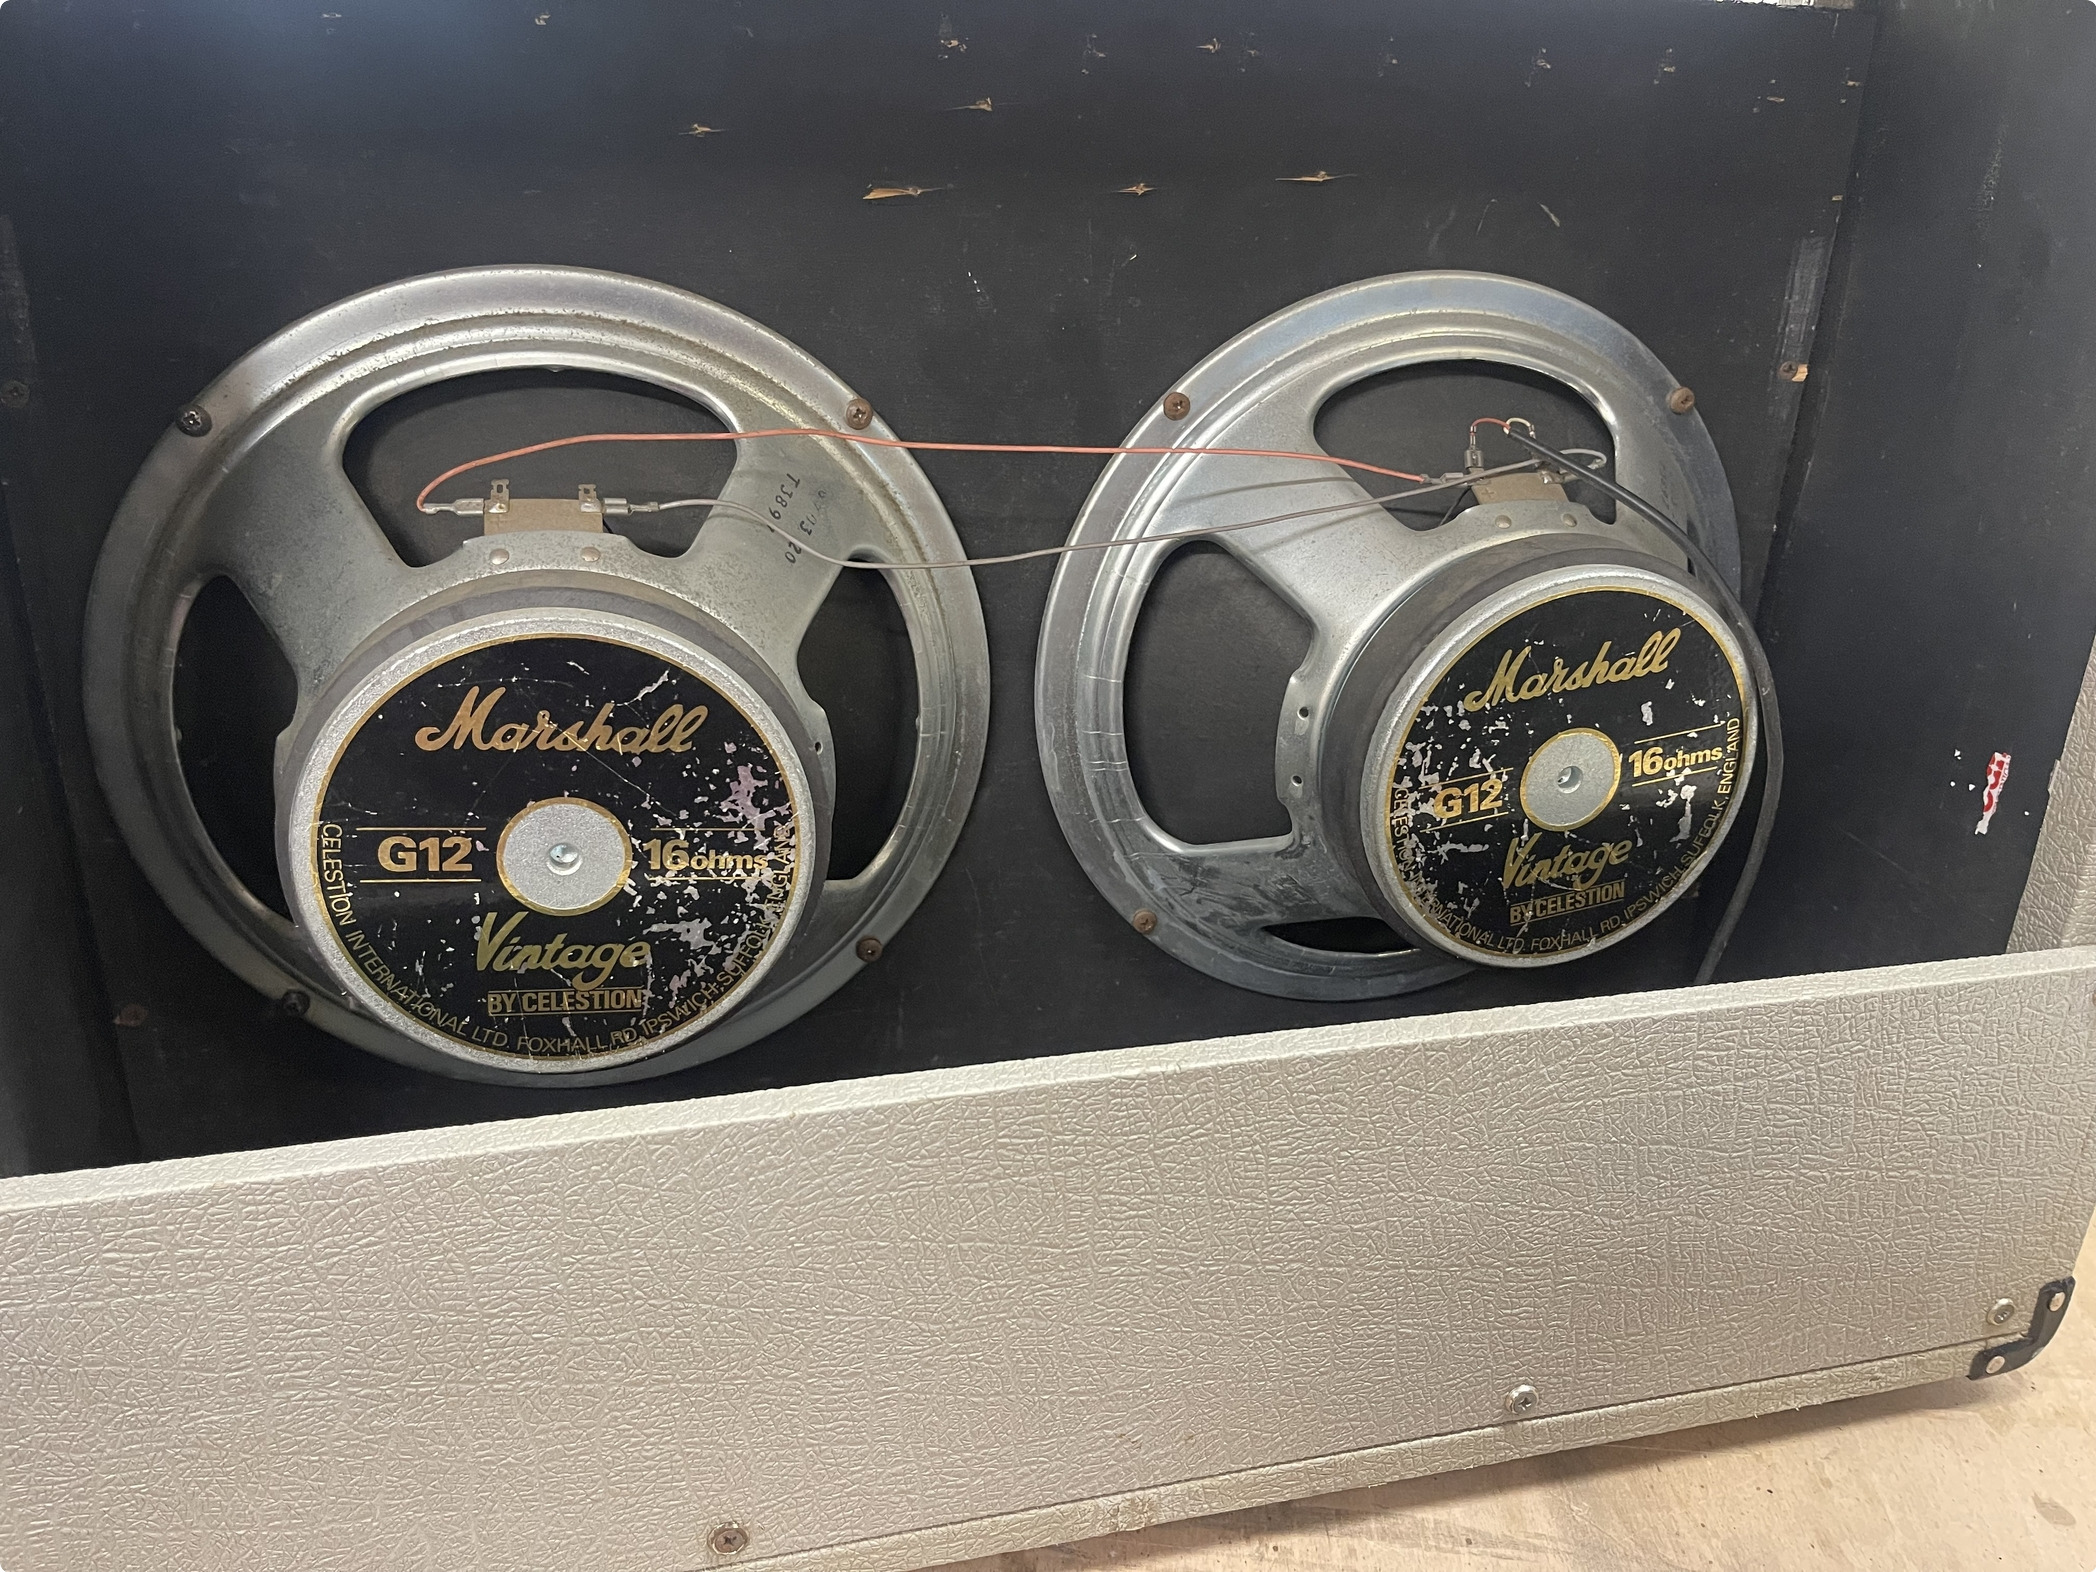 T3897
Marshall
G12
16ohms
Vintage
BY CELESTION
CELESTION INTERNATIONAL LTD. FOXHALL RD. IPSWICH, SUFFOLK, ENGLAND
Marshall
G12
16ohms
Vintage
BY CELESTION
CELESTION INTERNATIONAL LTD. FOXHALL RD. IPSWICH, SUFFOLK, ENGLAND